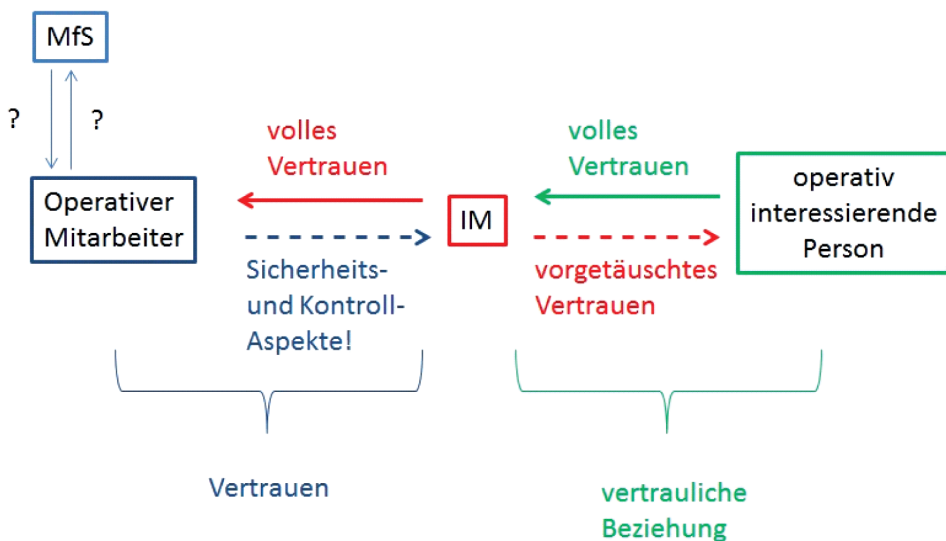 MfS
?
?
volles
Vertrauen
volles
Vertrauen
Operativer
Mitarbeiter
IM
operativ
interessierende
Person
Sicherheits-
und Kontroll-
Aspekte!
vorgetäuschtes
Vertrauen
Vertrauen
vertrauliche
Beziehung